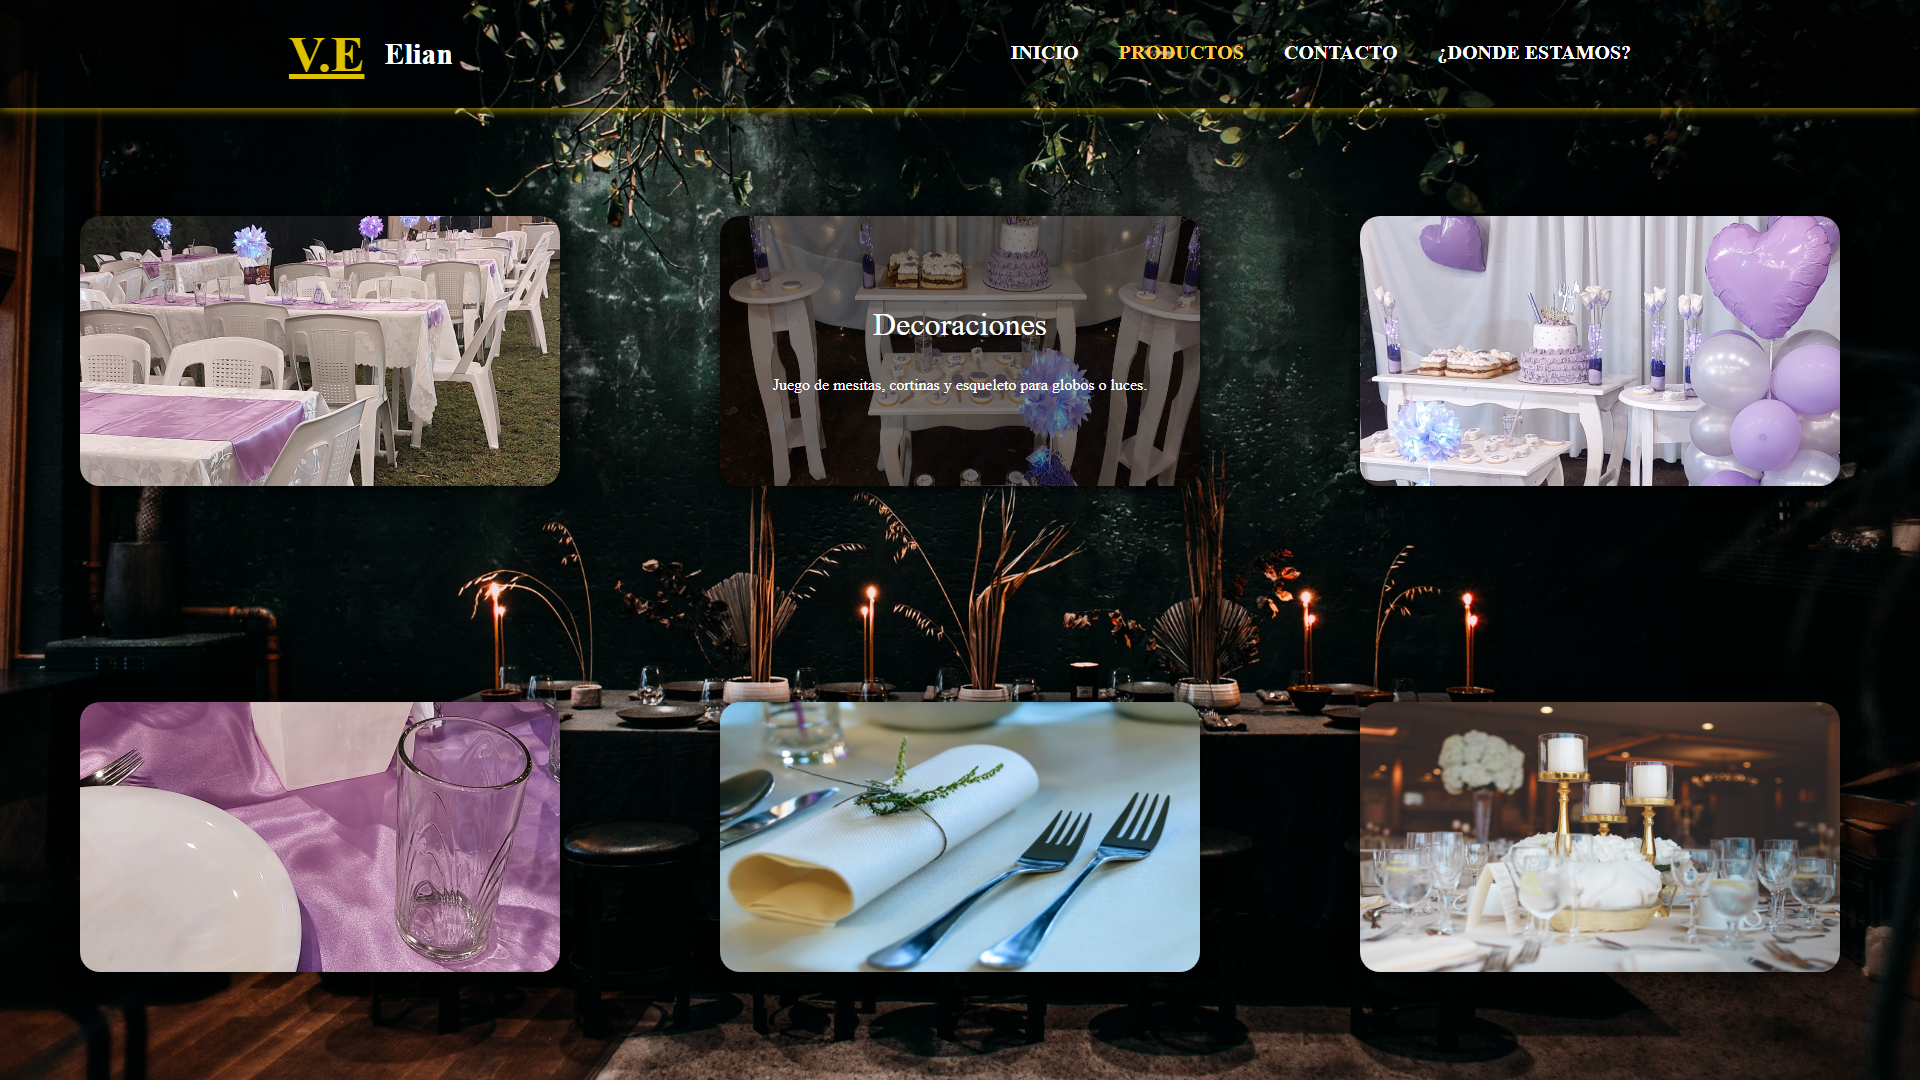 V.E Elian
INICIO PRODUCTOS CONTACTO ¿DONDE ESTAMOS?
Decoraciones
Juego de mesitas, cortinas y esqueleto para globos o luces.